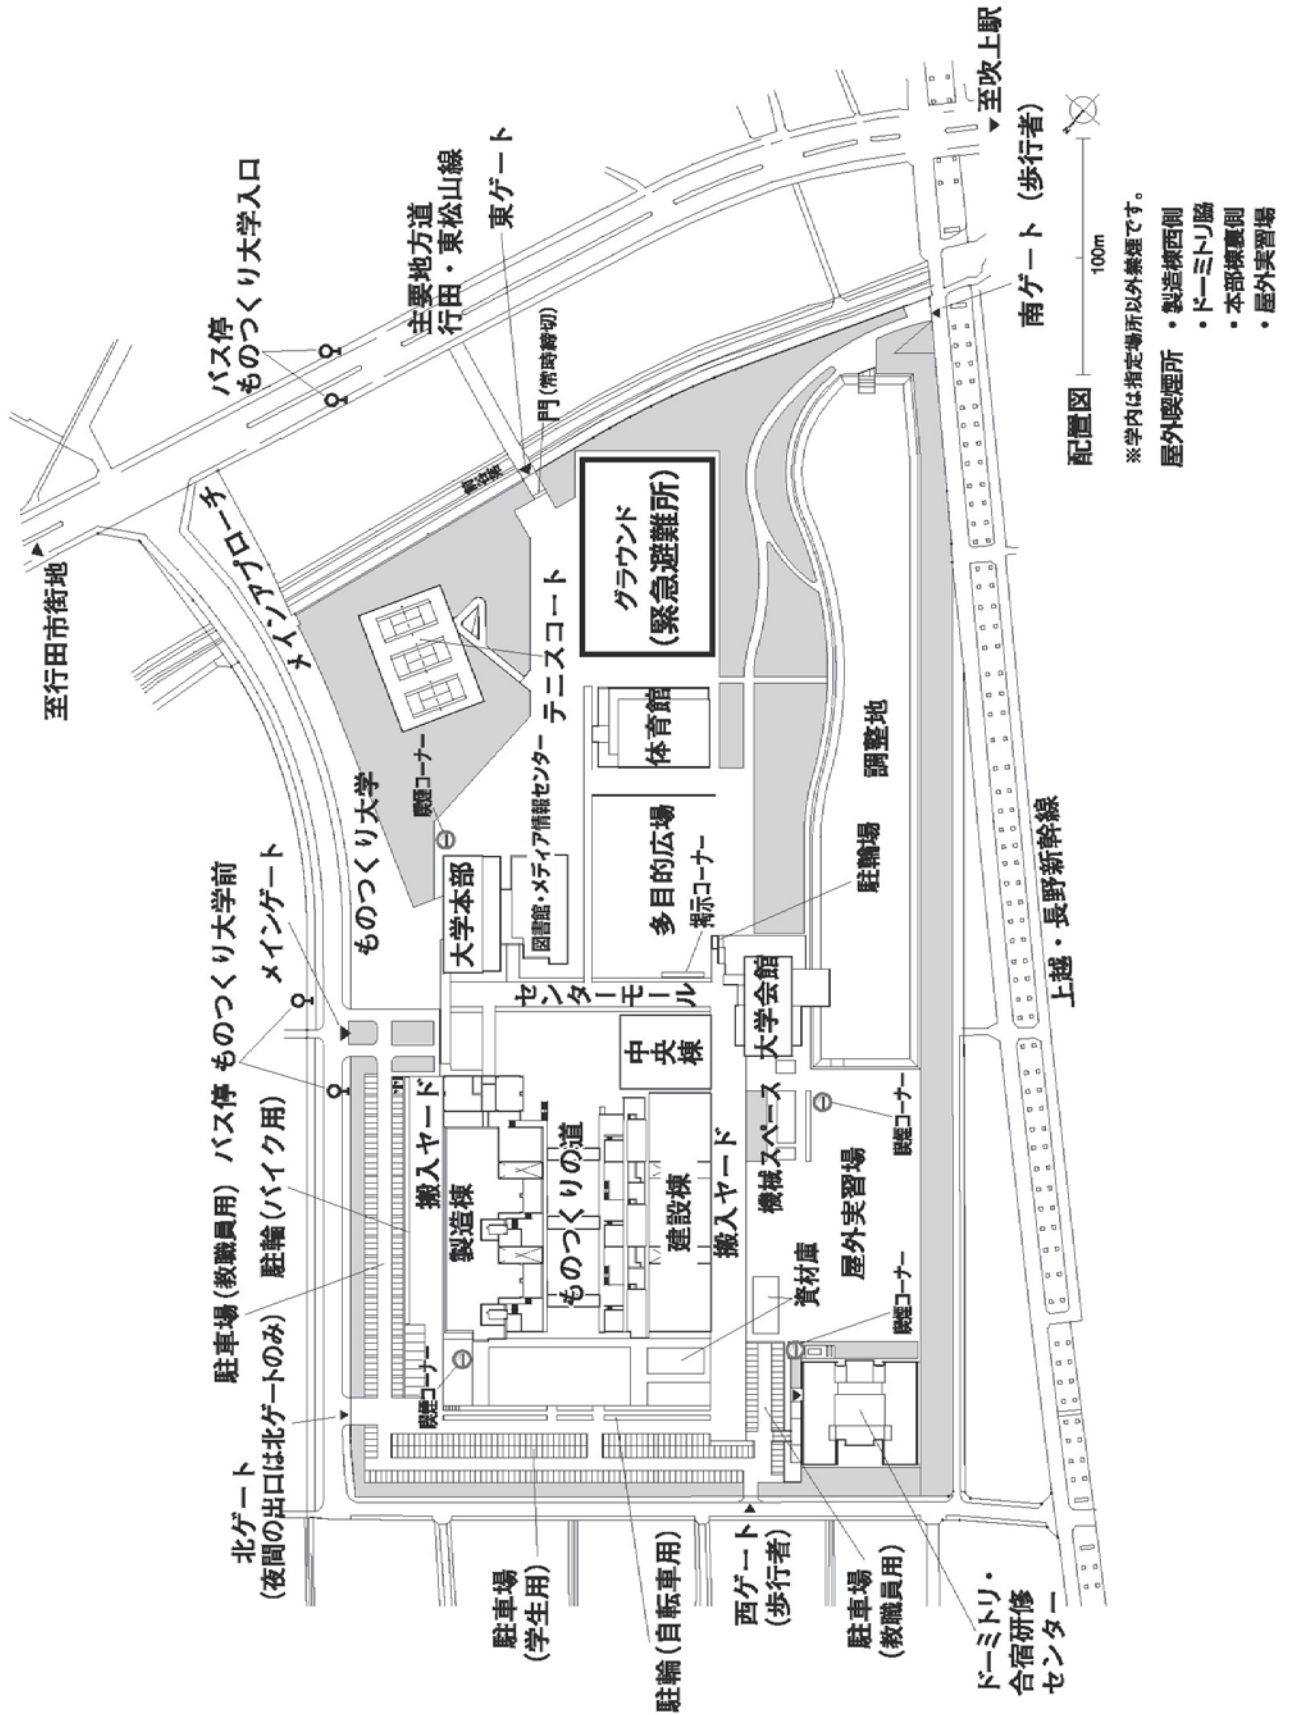 至行田市街地
バス停
ものつくり大学入口
主要地方道
行田・東松山線
東ゲート
門(常時締切)
メインアプローチ
至吹上駅
南ゲート (歩行者)
100m
配置図
※学内は指定場所以外禁煙です。
屋外喫煙所 ・製造棟西側
・ドーミトリ脇
・本部棟裏側
・屋外実習場
グラウンド
(緊急避難所)
テニスコート
体育館
調整地
ものつくり大学
喫煙コーナー
大学本部
図書館・メディア情報センター
多目的広場
掲示コーナー
駐輪場
上越・長野新幹線
バス停 ものつくり大学前
メインゲート
センターモール
中央棟
大学会館
機械スペース
喫煙コーナー
駐車場(教職員用)
駐輪(バイク用)
搬入ヤード
製造棟
ものつくりの道
建設棟
搬入ヤード
屋外実習場
資材庫
喫煙コーナー
喫煙コーナー
北ゲート
(夜間の出口は北ゲートのみ)
駐車場
(学生用)
駐輪(自転車用)
西ゲート
(歩行者)
駐車場
(教職員用)
ドーミトリ・
合宿研修
センター